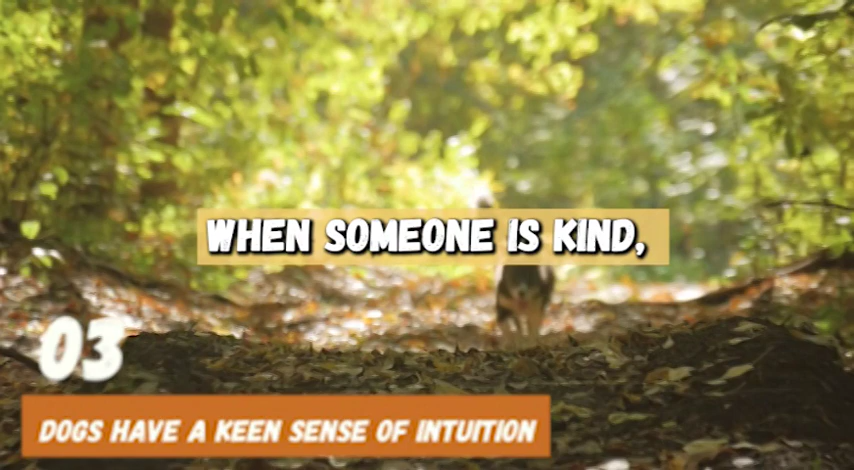 WHEN SOMEONE IS KIND,
03
DOGS HAVE A KEEN SENSE OF INTUITION